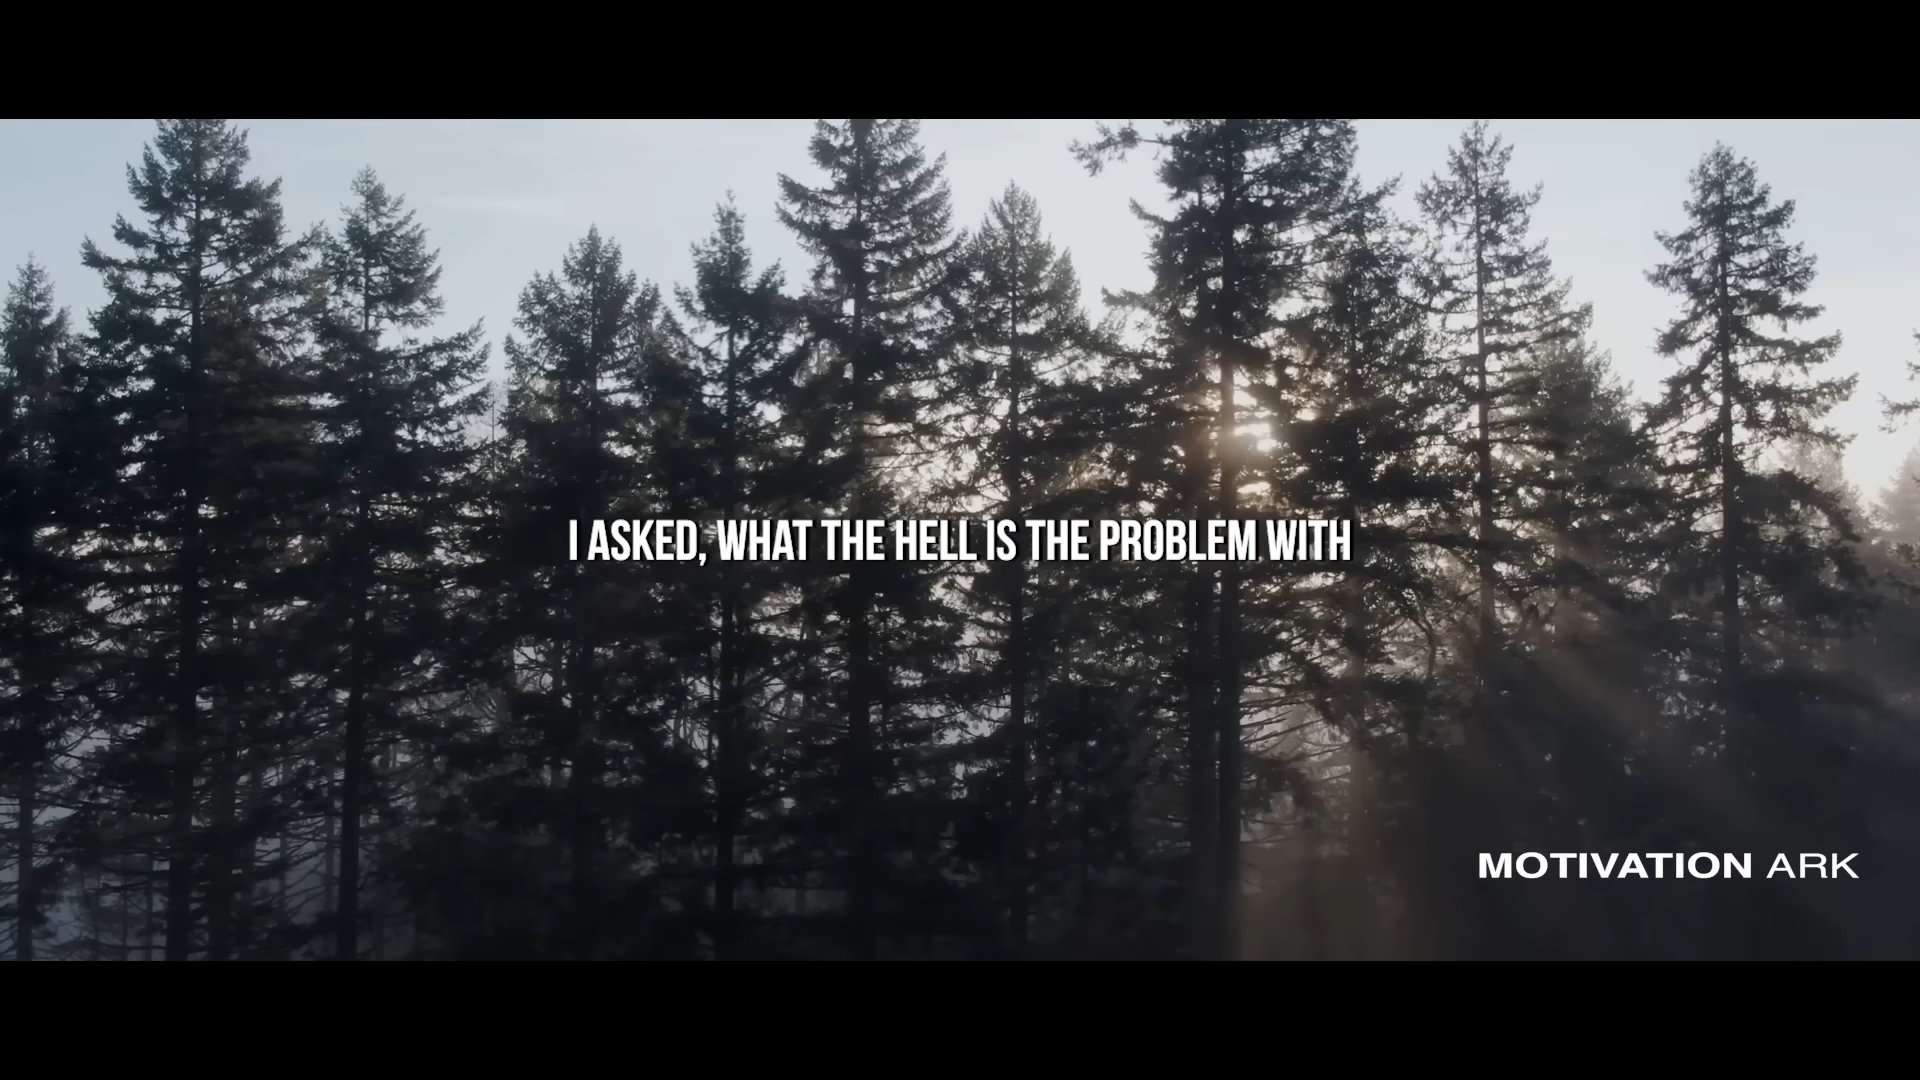 I ASKED, WHAT THE HELL IS THE PROBLEM WITH
MOTIVATION ARK